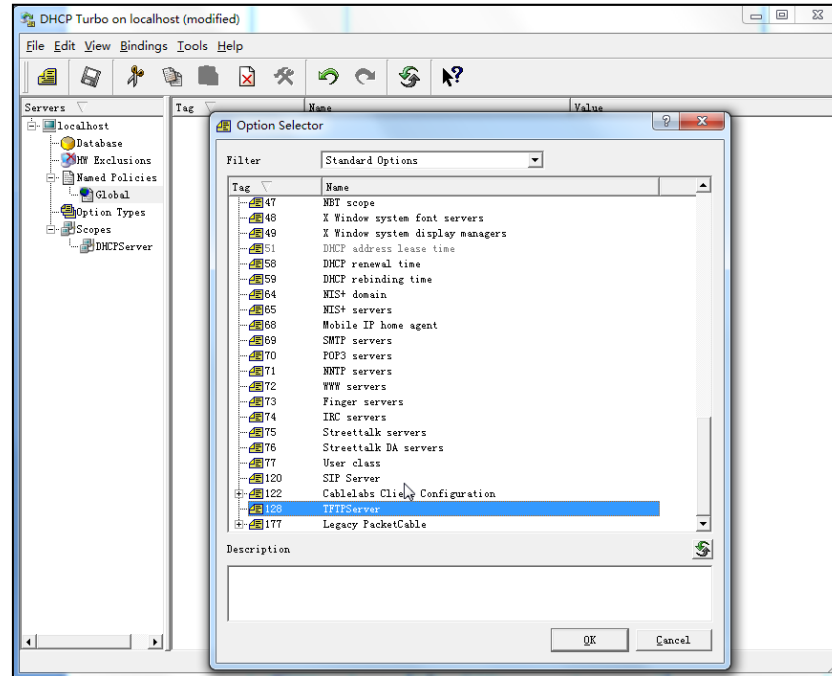 DHCP Turbo on localhost (modified)
File Edit View Bindings Tools Help
Servers
Tag Name Value
localhost
Database
HW Exclusions
Named Policies
Global
Option Types
Scopes
DHCPServer
Option Selector
Filter Standard Options
Tag Name
47 NBT scope
48 X Window system font servers
49 X Window system display managers
51 DHCP address lease time
58 DHCP renewal time
59 DHCP rebinding time
64 NIS+ domain
65 NIS+ servers
68 Mobile IP home agent
69 SMTP servers
70 POP3 servers
71 NNTP servers
72 WWW servers
73 Finger servers
74 IRC servers
75 Streettalk servers
76 Streettalk DA servers
77 User class
120 SIP Server
122 Cablelabs Client Configuration
128 TFTPServer
177 Legacy PacketCable
Description
OK Cancel